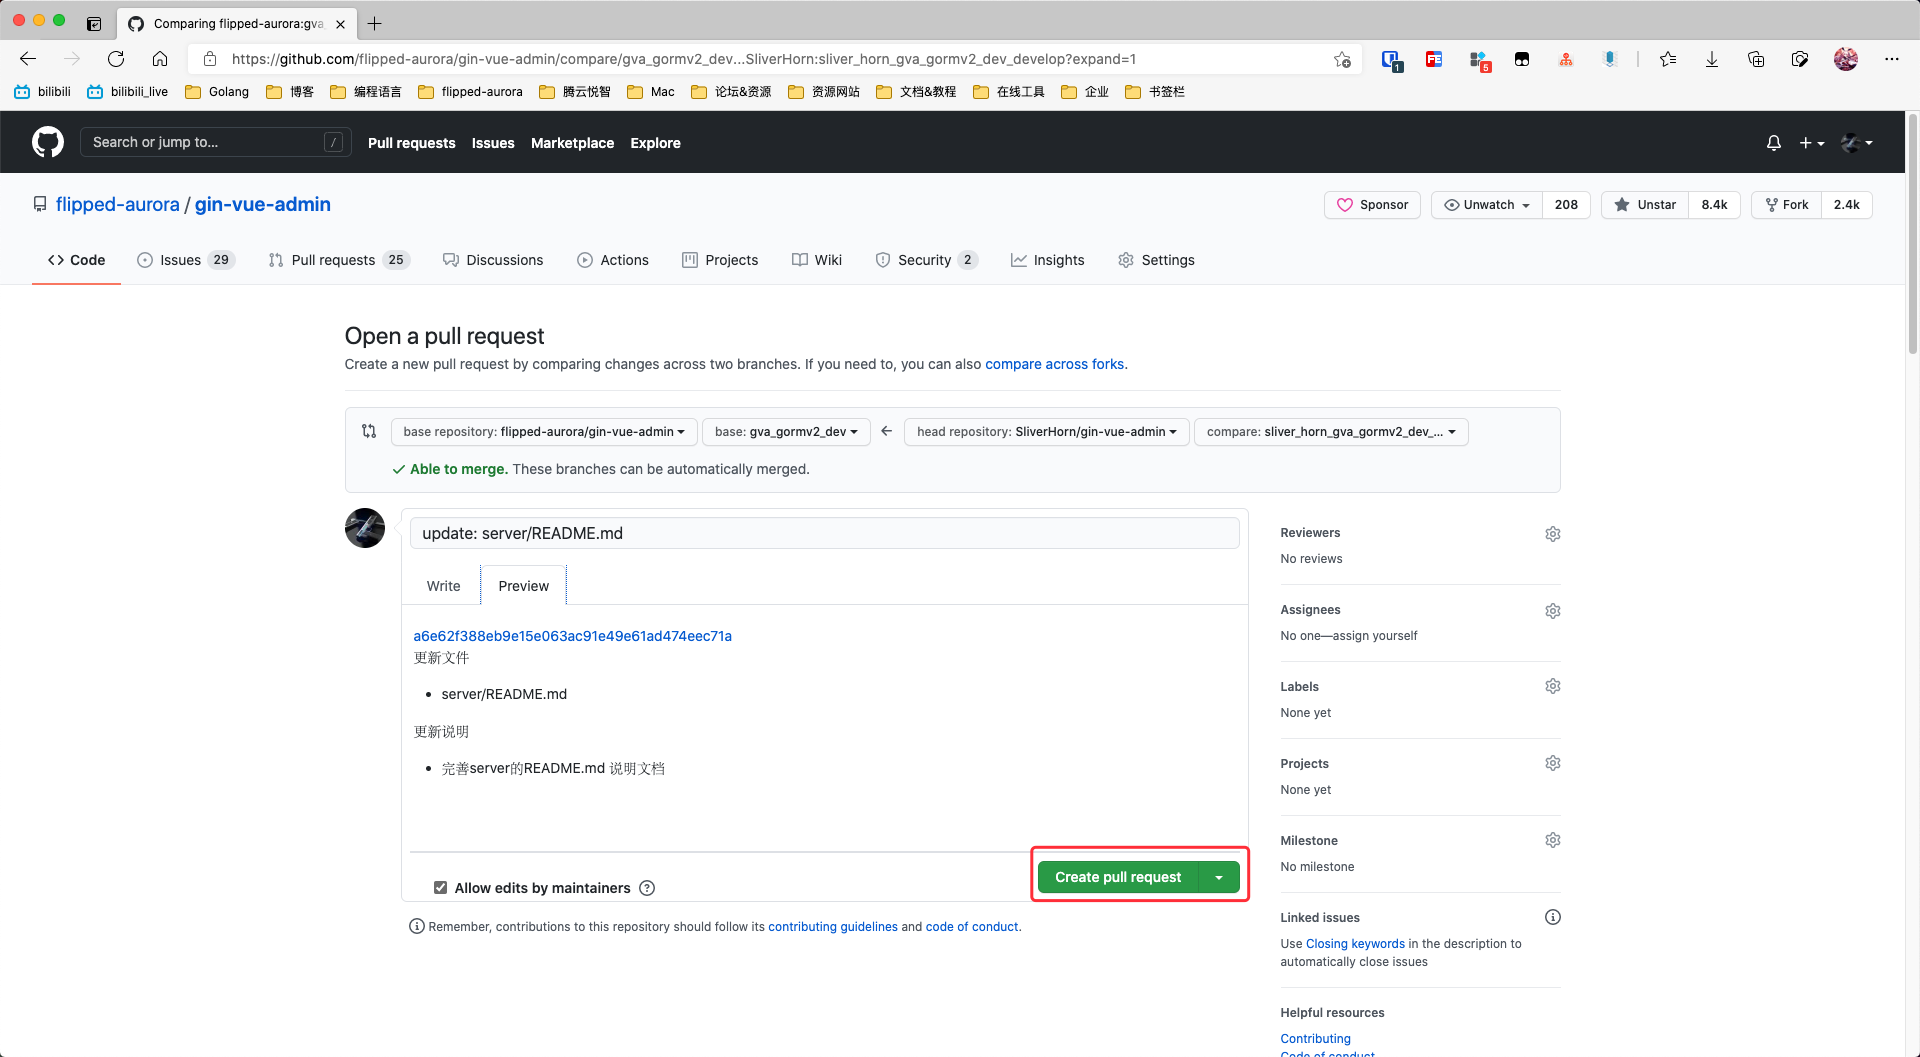 Comparing flipped-aurora:gva
https://github.com/flipped-aurora/gin-vue-admin/compare/gva_gormv2_dev...SliverHorn:sliver_horn_gva_gormv2_dev_develop?expand=1
1
FE
5
bilibili
bilibili_live
Golang
博客
编程语言
flipped-aurora
腾云悦智
Mac
论坛&资源
资源网站
文档&教程
在线工具
企业
书签栏
Search or jump to...
/
Pull requests
Issues
Marketplace
Explore
flipped-aurora / gin-vue-admin
Sponsor
Unwatch
208
Unstar
8.4k
Fork
2.4k
Code
Issues 29
Pull requests 25
Discussions
Actions
Projects
Wiki
Security 2
Insights
Settings
Open a pull request
Create a new pull request by comparing changes across two branches. If you need to, you can also compare across forks.
base repository: flipped-aurora/gin-vue-admin
base: gva_gormv2_dev
head repository: SliverHorn/gin-vue-admin
compare: sliver_horn_gva_gormv2_dev_...
Able to merge. These branches can be automatically merged.
update: server/README.md
Write
Preview
a6e62f388eb9e15e063ac91e49e61ad474eec71a
更新文件
• server/README.md
更新说明
• 完善server的README.md 说明文档
Allow edits by maintainers
Create pull request
Remember, contributions to this repository should follow its contributing guidelines and code of conduct.
Reviewers
No reviews
Assignees
No one—assign yourself
Labels
None yet
Projects
None yet
Milestone
No milestone
Linked issues
Use Closing keywords in the description to
automatically close issues
Helpful resources
Contributing
Code of conduct